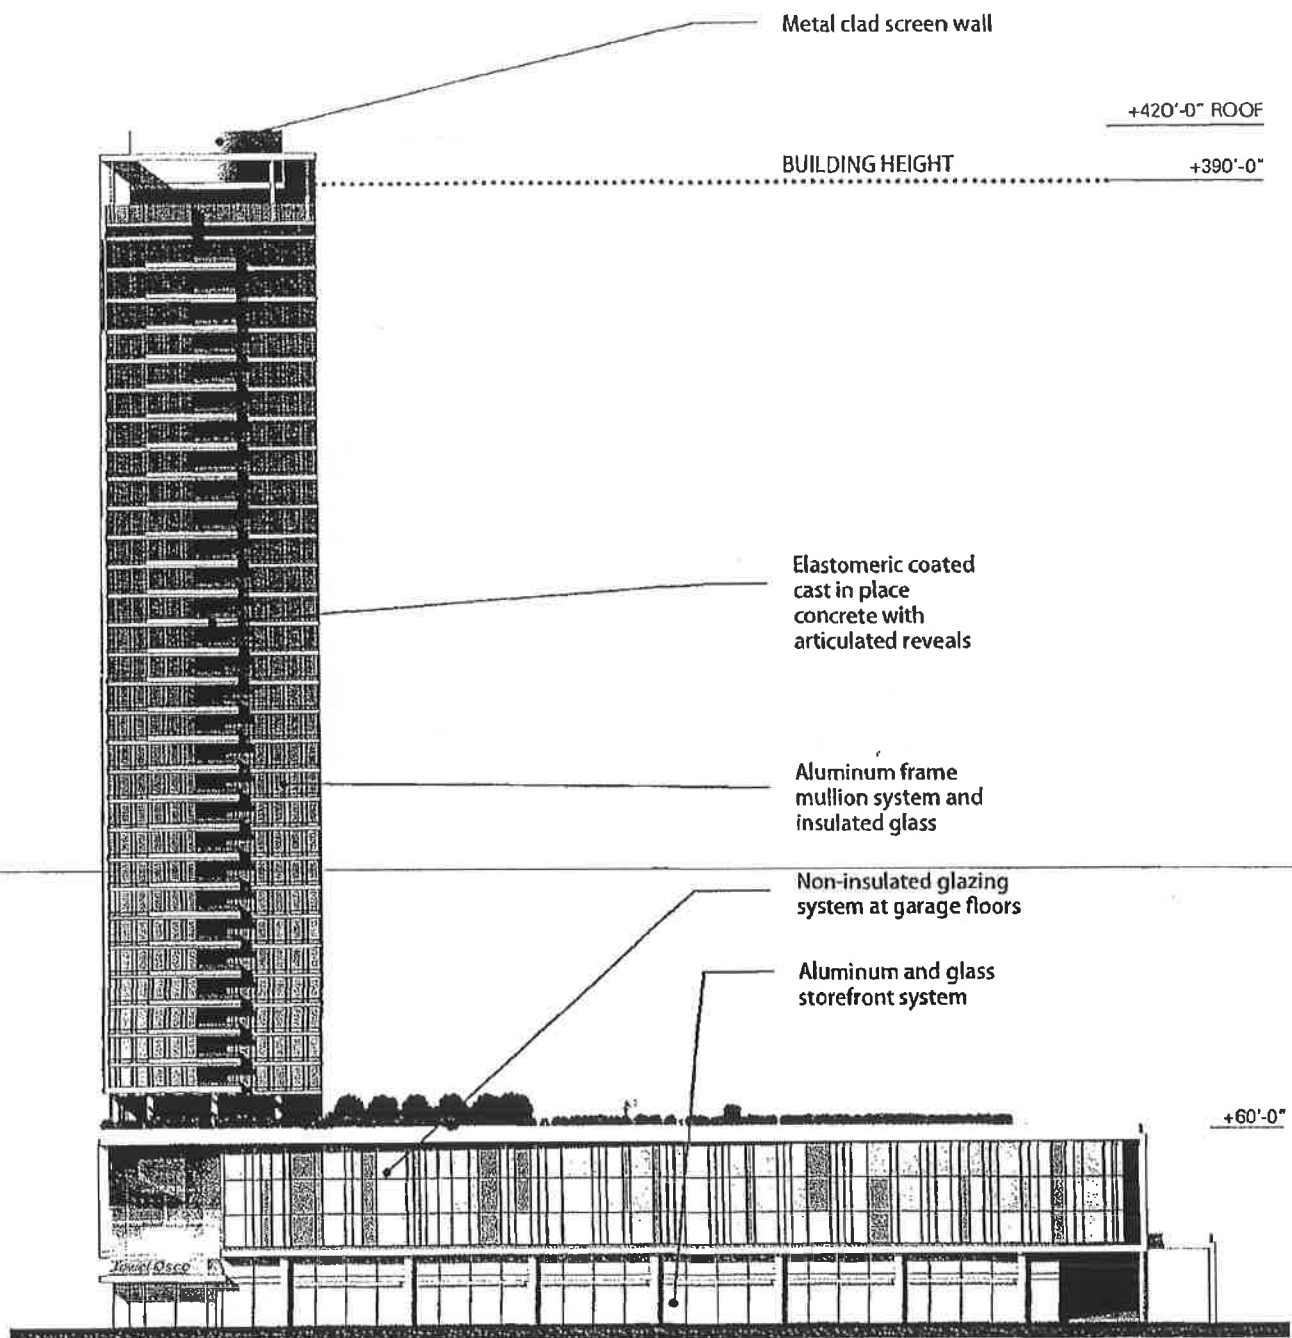 Metal clad screen wall
+420'-0" ROOF
BUILDING HEIGHT
+390'-0"
Elastomeric coated
cast in place
concrete with
articulated reveals
Aluminum frame
mullion system and
insulated glass
Non-insulated glazing
system at garage floors
Aluminum and glass
storefront system
+60'-0"
Jewel Osco